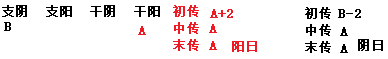 支阴 支阳 干阴 干阳 初传 A+2 初传 B-2
B A 中传 A 中传 A
末传 A 阳日 末传 A 阴日